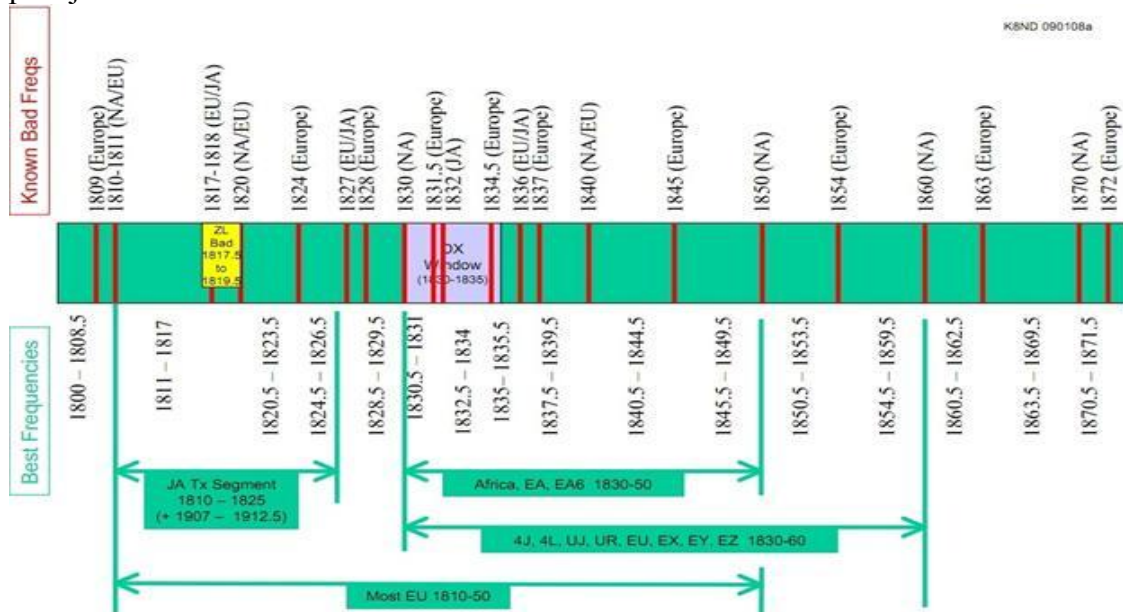 K8ND 090108a
Known Bad Freqs
1809 (Europe)
1810-1811 (NA/EU)
1817-1818 (EU/JA)
1820 (NA/EU)
1824 (Europe)
1827 (EU/JA)
1828 (Europe)
1830 (NA)
1831.5 (Europe)
1832 (JA)
1834.5 (Europe)
1836 (EU/JA)
1837 (Europe)
1840 (NA/EU)
1845 (Europe)
1850 (NA)
1854 (Europe)
1860 (NA)
1863 (Europe)
1870 (NA)
1872 (Europe)
ZL
Bad
1817.5
to
1819.5
DX
Window
(1830-1835)
Best Frequencies
1800 – 1808.5
1811 – 1817
1820.5 – 1823.5
1824.5 – 1826.5
1828.5 – 1829.5
1830.5 – 1831
1832.5 – 1834
1835– 1835.5
1837.5 – 1839.5
1840.5 – 1844.5
1845.5 – 1849.5
1850.5 – 1853.5
1854.5 – 1859.5
1860.5 – 1862.5
1863.5 – 1869.5
1870.5 – 1871.5
JA Tx Segment
1810 – 1825
(+ 1907 – 1912.5)
Africa, EA, EA6 1830-50
4J, 4L, UJ, UR, EU, EX, EY, EZ 1830-60
Most EU 1810-50